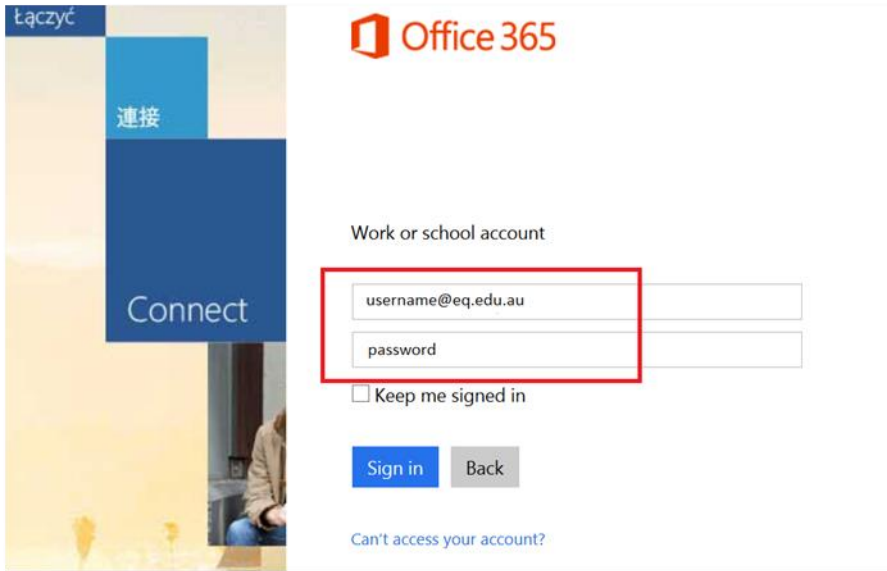 Łączyć
連接
Connect
Office 365
Work or school account
username@eq.edu.au
password
Keep me signed in
Sign in
Back
Can't access your account?